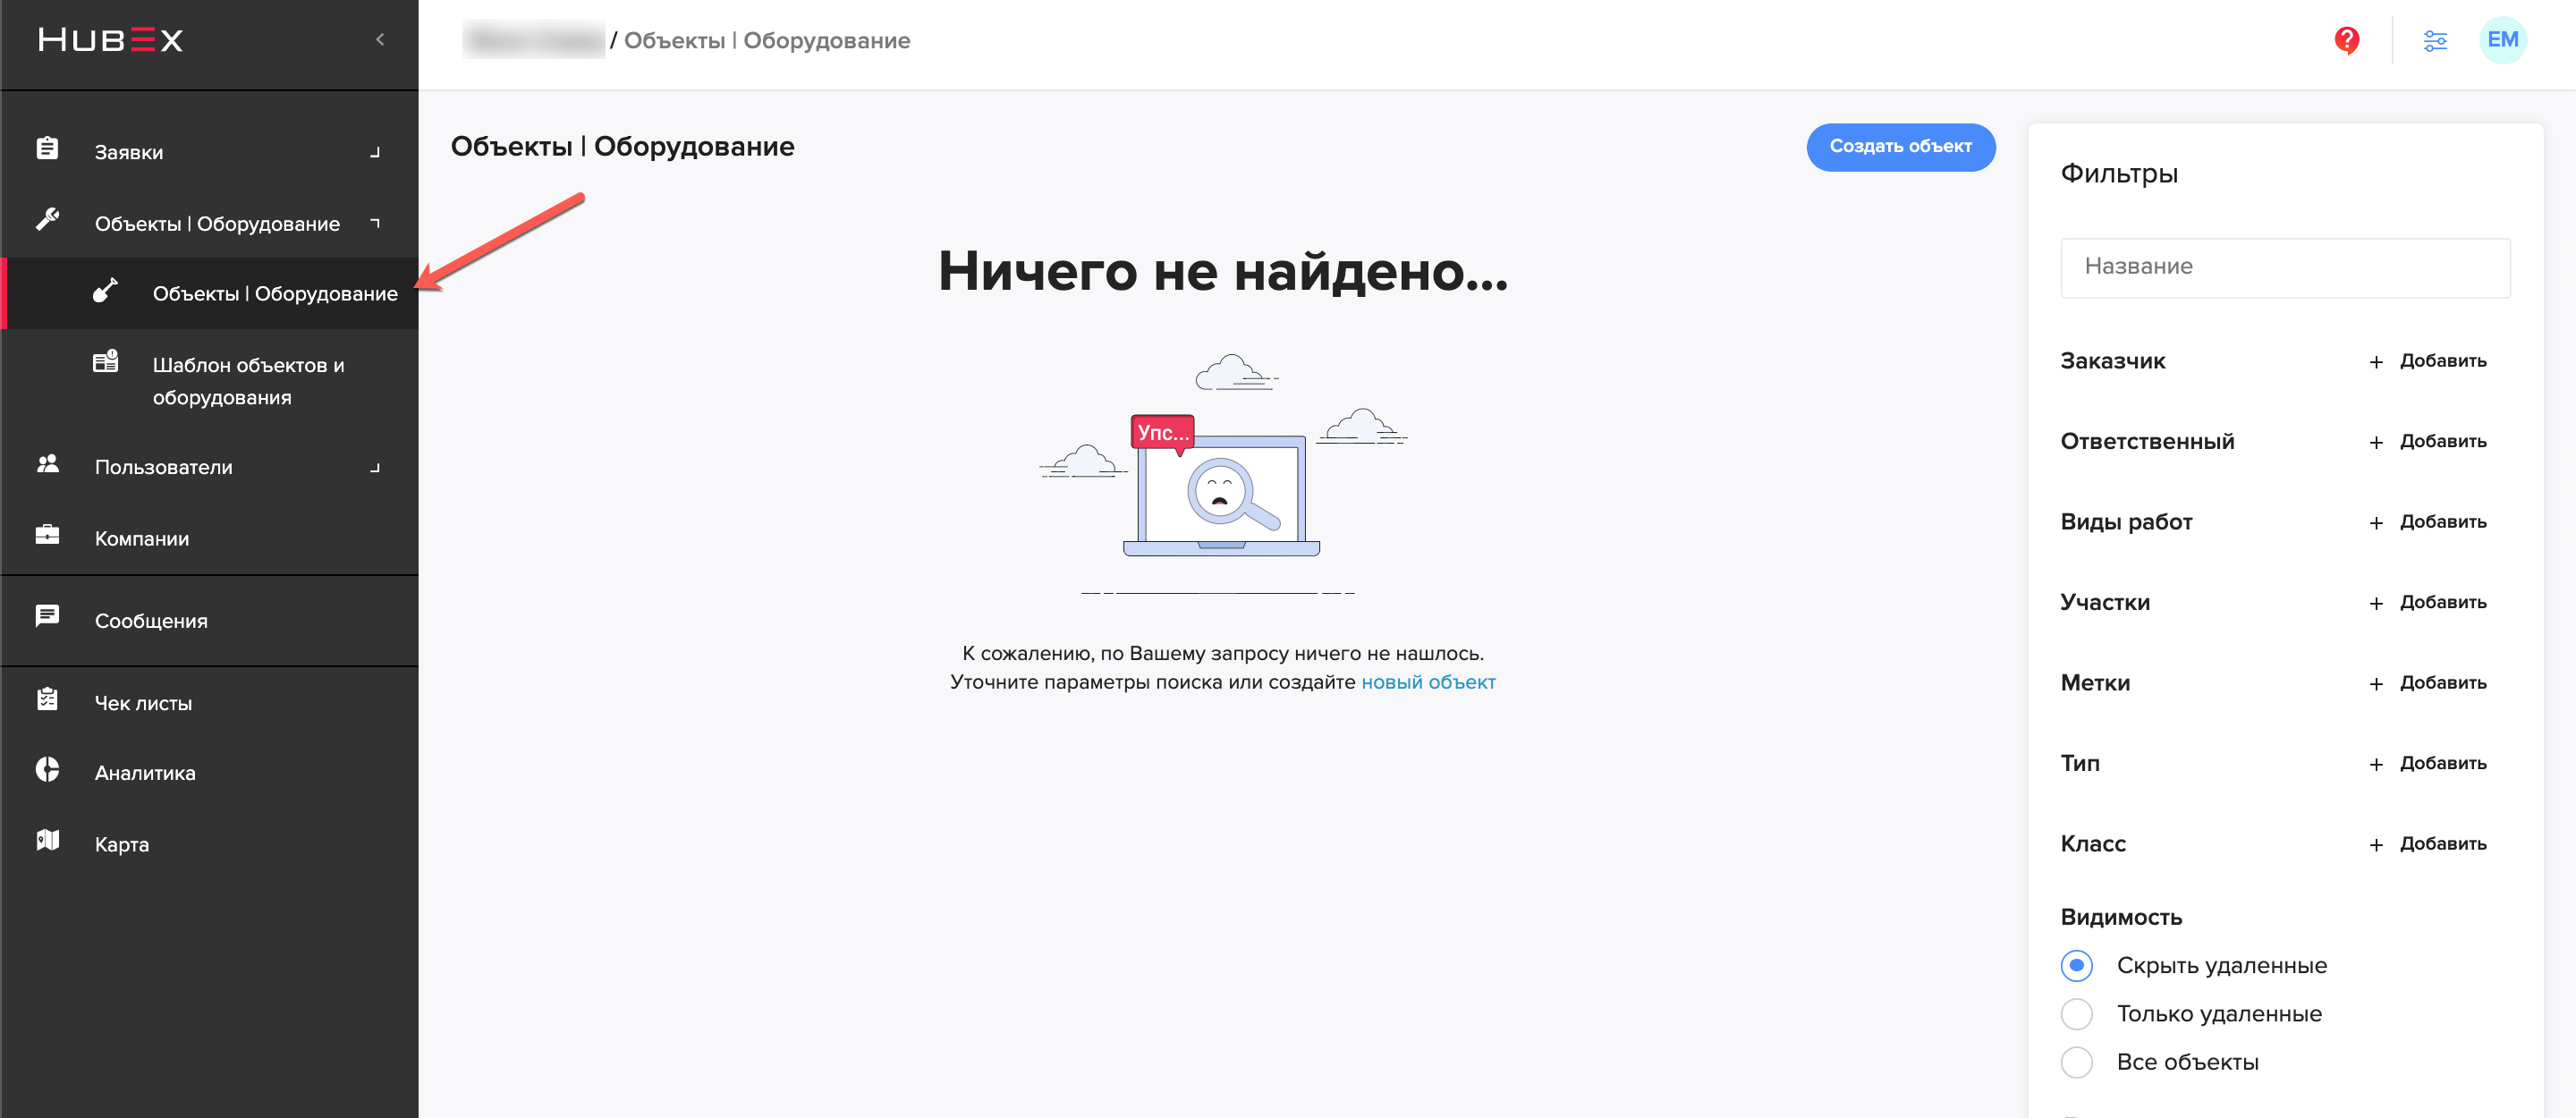 HUBEX
/ Объекты | Оборудование
EM
Заявки
Объекты | Оборудование
Объекты | Оборудование
Шаблон объектов и
оборудования
Пользователи
Компании
Сообщения
Чек листы
Аналитика
Карта
Объекты | Оборудование
Создать объект
Ничего не найдено...
Упс...
К сожалению, по Вашему запросу ничего не нашлось.
Уточните параметры поиска или создайте новый объект
Фильтры
Название
Заказчик + Добавить
Ответственный + Добавить
Виды работ + Добавить
Участки + Добавить
Метки + Добавить
Тип + Добавить
Класс + Добавить
Видимость
Скрыть удаленные
Только удаленные
Все объекты